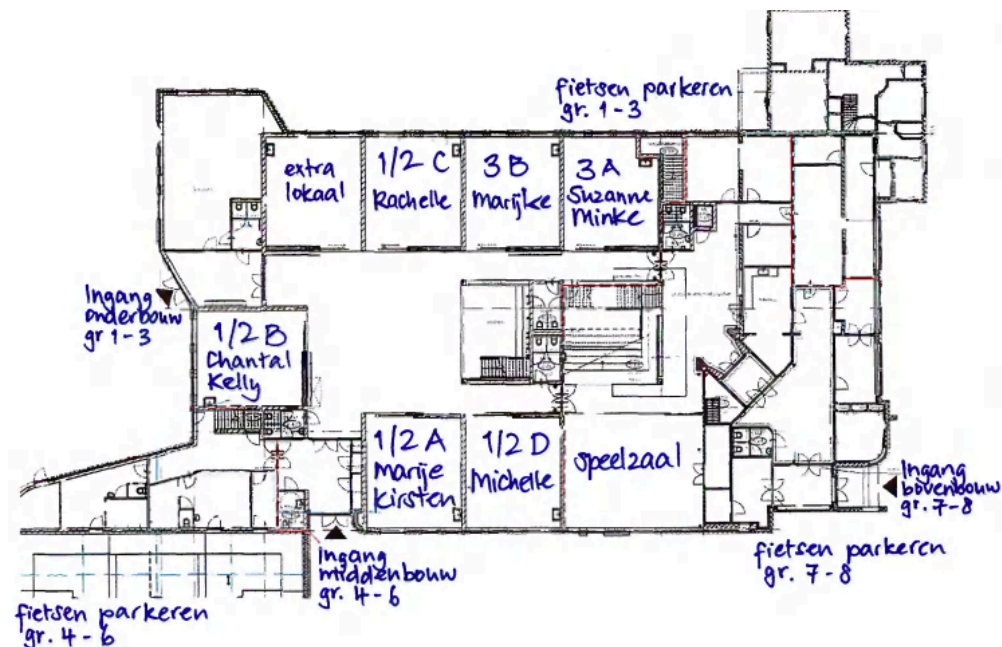 fietsen parkeren
gr. 1-3
extra
lokaal
1/2 C
Rachelle
3 B
Marijke
3 A
Suzanne
Minke
Ingang
onderbouw
gr 1-3
1/2 B
Chantal
Kelly
1/2 A
Marije
Kirsten
1/2 D
Michelle
speelzaal
Ingang
bovenbouw
gr. 7-8
Ingang
middenbouw
gr. 4-6
fietsen parkeren
gr. 7-8
fietsen parkeren
gr. 4-6